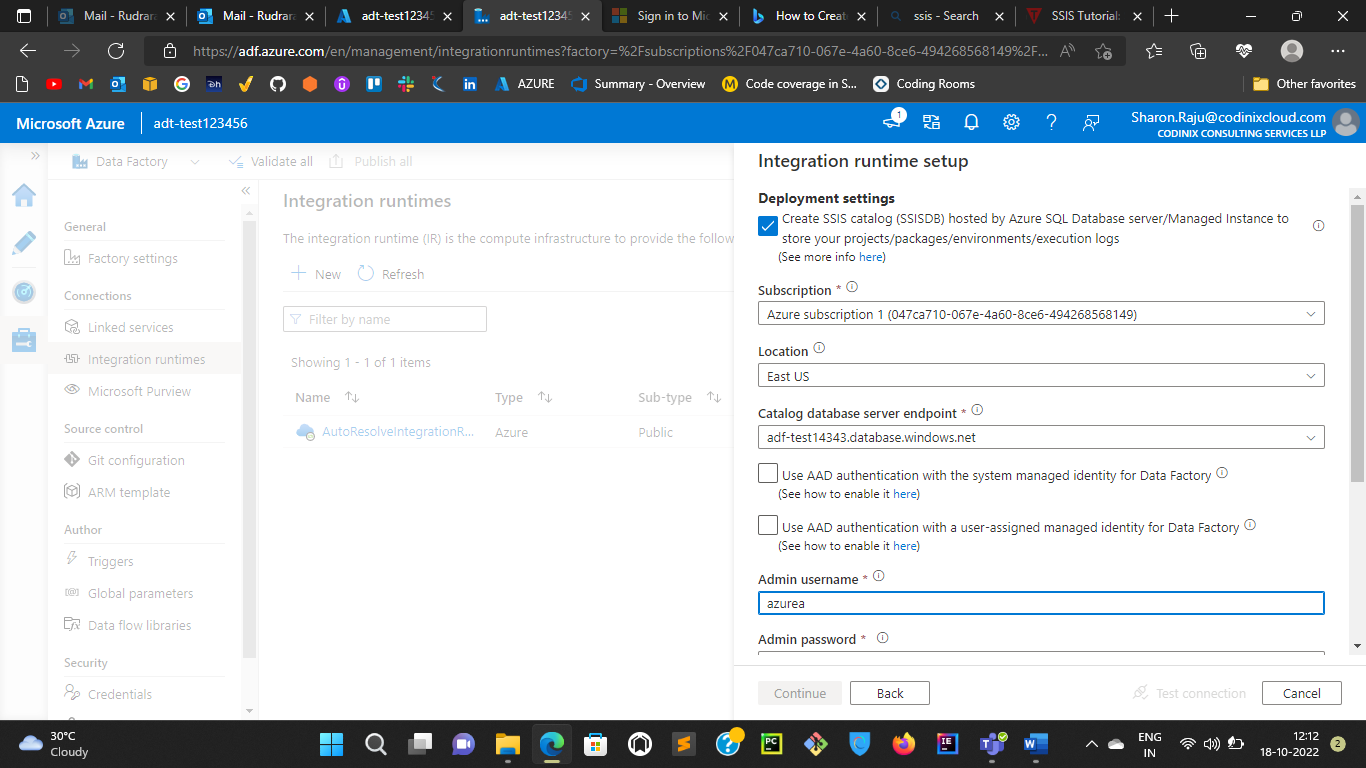 Mail - Rudrara
Mail - Rudrara
adt-test12345
adt-test12345
Sign in to Mic
How to Create
ssis - Search
SSIS Tutorial:
https://adf.azure.com/en/management/integrationruntimes?factory=%2Fsubscriptions%2F047ca710-067e-4a60-8ce6-494268568149%2F...
AZURE
Summary - Overview
Code coverage in S...
Coding Rooms
Other favorites
Microsoft Azure
adt-test123456
1
Sharon.Raju@codinixcloud.com
CODINIX CONSULTING SERVICES LLP
Data Factory
Validate all
Publish all
General
Factory settings
Connections
Linked services
Integration runtimes
Microsoft Purview
Source control
Git configuration
ARM template
Author
Triggers
Global parameters
Data flow libraries
Security
Credentials
Integration runtimes
The integration runtime (IR) is the compute infrastructure to provide the follow
New
Refresh
Filter by name
Showing 1 - 1 of 1 items
Name
Type
Sub-type
AutoResolveIntegrationR...
Azure
Public
Integration runtime setup
Deployment settings
Create SSIS catalog (SSISDB) hosted by Azure SQL Database server/Managed Instance to
store your projects/packages/environments/execution logs
(See more info here)
Subscription *
Azure subscription 1 (047ca710-067e-4a60-8ce6-494268568149)
Location
East US
Catalog database server endpoint *
adf-test14343.database.windows.net
Use AAD authentication with the system managed identity for Data Factory
(See how to enable it here)
Use AAD authentication with a user-assigned managed identity for Data Factory
(See how to enable it here)
Admin username *
azurea
Admin password *
Continue
Back
Test connection
Cancel
30°C
Cloudy
ENG
IN
12:12
18-10-2022
2